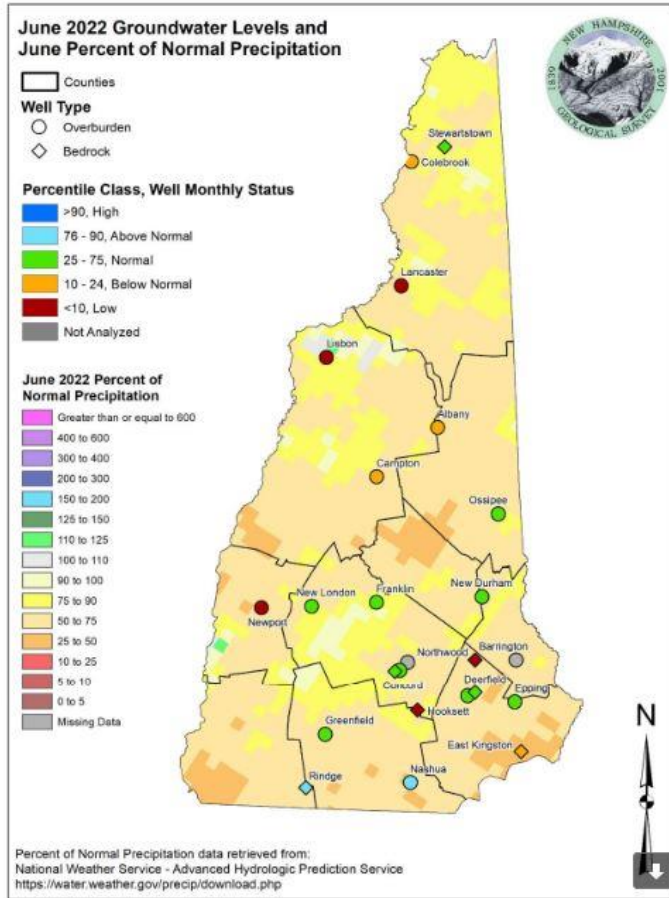 June 2022 Groundwater Levels and
June Percent of Normal Precipitation
Counties
Well Type
Overburden
Bedrock
Percentile Class, Well Monthly Status
>90, High
76 - 90, Above Normal
25 - 75, Normal
10 - 24, Below Normal
<10, Low
Not Analyzed
June 2022 Percent of
Normal Precipitation
Greater than or equal to 600
400 to 600
300 to 400
200 to 300
150 to 200
125 to 150
110 to 125
100 to 110
90 to 100
75 to 90
50 to 75
25 to 50
10 to 25
5 to 10
0 to 5
Missing Data
NEW HAMPSHIRE
GEOLOGICAL SURVEY
1839
2001
Stewartstown
Colebrook
Lancaster
Lisbon
Albany
Campton
Ossipee
New London
Franklin
New Durham
Newport
Northwood
Barrington
Concord
Deerfield
Epping
Hooksett
Greenfield
East Kingston
Rindge
Nashua
N
Percent of Normal Precipitation data retrieved from:
National Weather Service - Advanced Hydrologic Prediction Service
https://water.weather.gov/precip/download.php